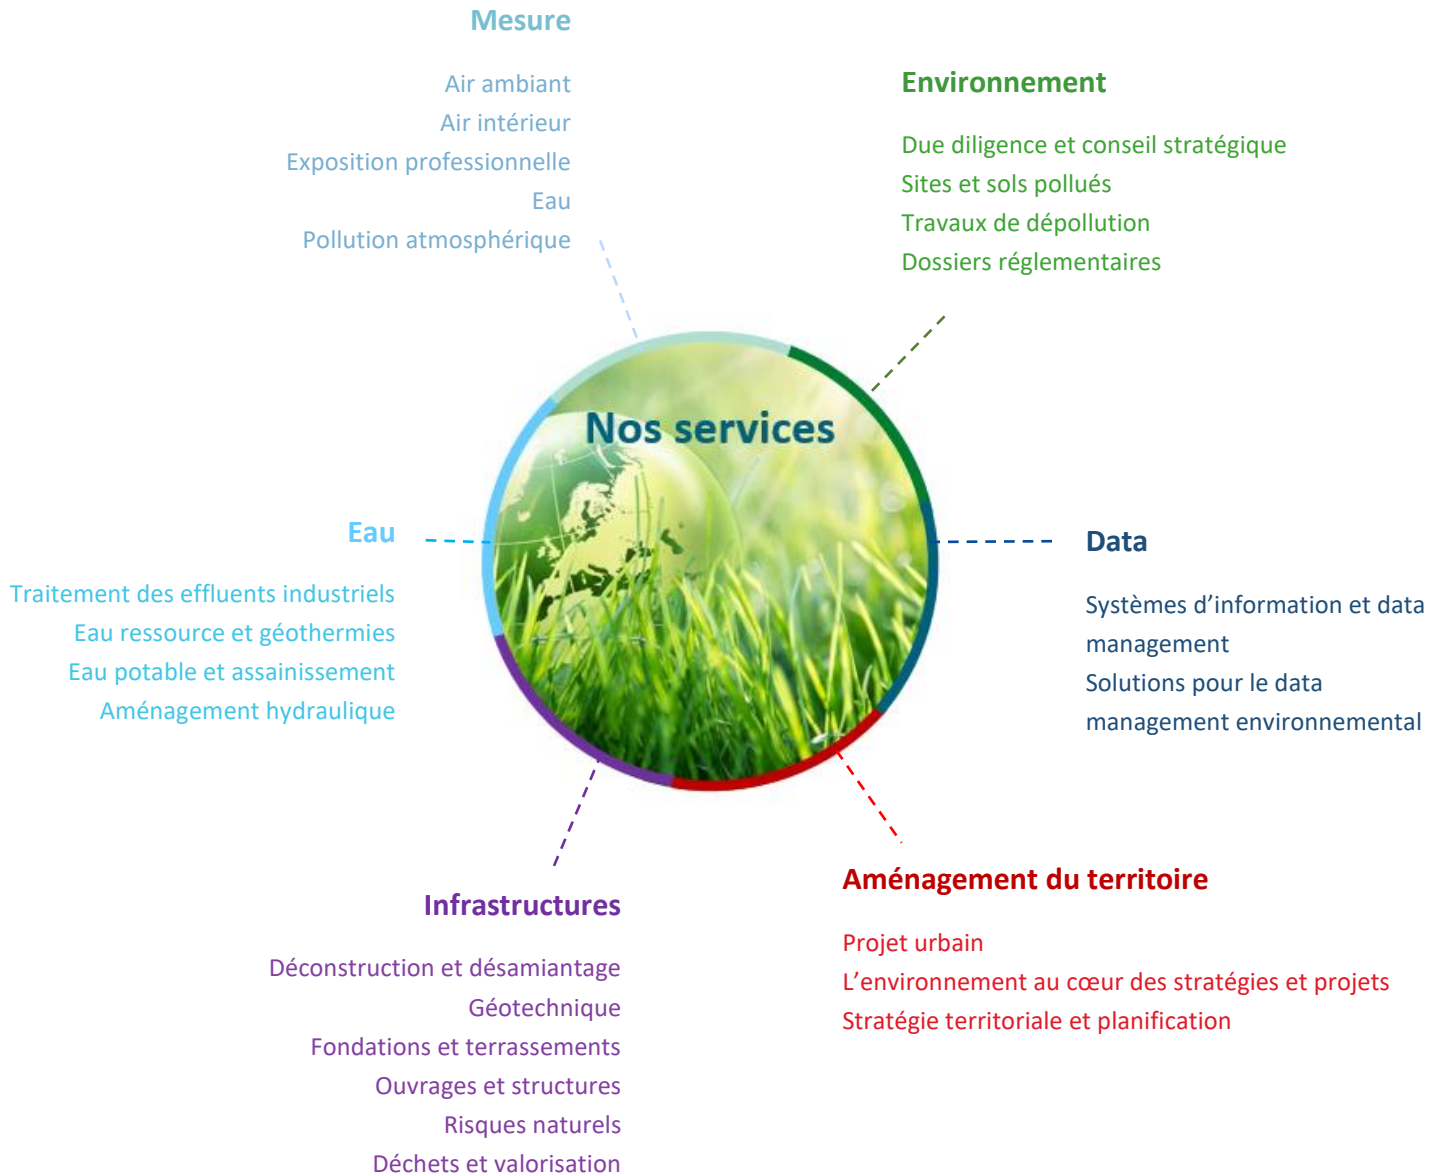 Mesure
Air ambiant
Air intérieur
Exposition professionnelle
Eau
Pollution atmosphérique
Environnement
Due diligence et conseil stratégique
Sites et sols pollués
Travaux de dépollution
Dossiers réglementaires
Nos services
Eau
Traitement des effluents industriels
Eau ressource et géothermies
Eau potable et assainissement
Aménagement hydraulique
Data
Systèmes d’information et data
management
Solutions pour le data
management environnemental
Infrastructures
Déconstruction et désamiantage
Géotechnique
Fondations et terrassements
Ouvrages et structures
Risques naturels
Déchets et valorisation
Aménagement du territoire
Projet urbain
L’environnement au cœur des stratégies et projets
Stratégie territoriale et planification